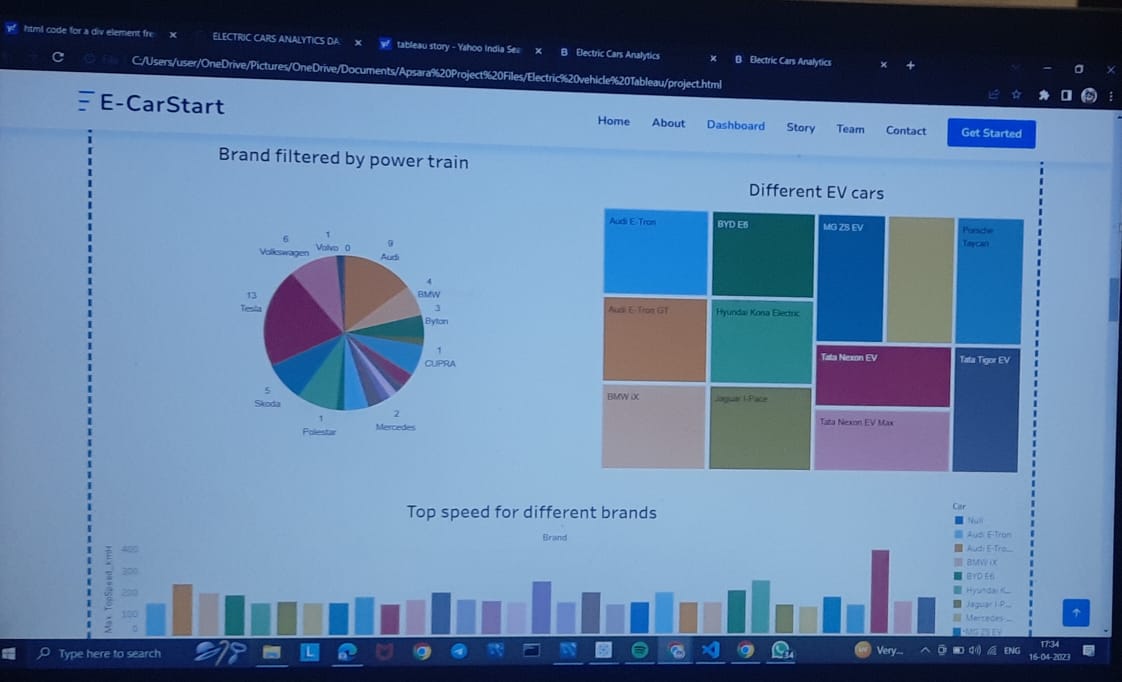 html code for a div element fre
ELECTRIC CARS ANALYTICS DA
tableau story - Yahoo India Sea
Electric Cars Analytics
Electric Cars Analytics
C:/Users/user/OneDrive/Pictures/OneDrive/Documents/Apsara%20Project%20Files/Electric%20vehicle%20Tableau/project.html
E-CarStart
Home About Dashboard Story Team Contact Get Started
Brand filtered by power train
1
Volvo 0
9
Audi
6
Volkswagen
4
BMW
3
Byton
13
Tesla
1
CUPRA
5
Skoda
2
Mercedes
1
Polestar
Different EV cars
Audi E-Tron
BYD E6
MG ZS EV
Porsche
Taycan
Audi E-Tron GT
Hyundai Kona Electric
Tata Nexon EV
Tata Tigor EV
BMW iX
Jaguar I-Pace
Tata Nexon EV Max
Top speed for different brands
Brand
Max. TopSpeed_KmH
400
300
200
100
0
Car
Null
Audi E-Tron
Audi E-Tro...
BMW iX
BYD E6
Hyundai K...
Jaguar I-P...
Mercedes-...
MG ZS EV
Type here to search
34
Very...
ENG
17:34
16-04-2023